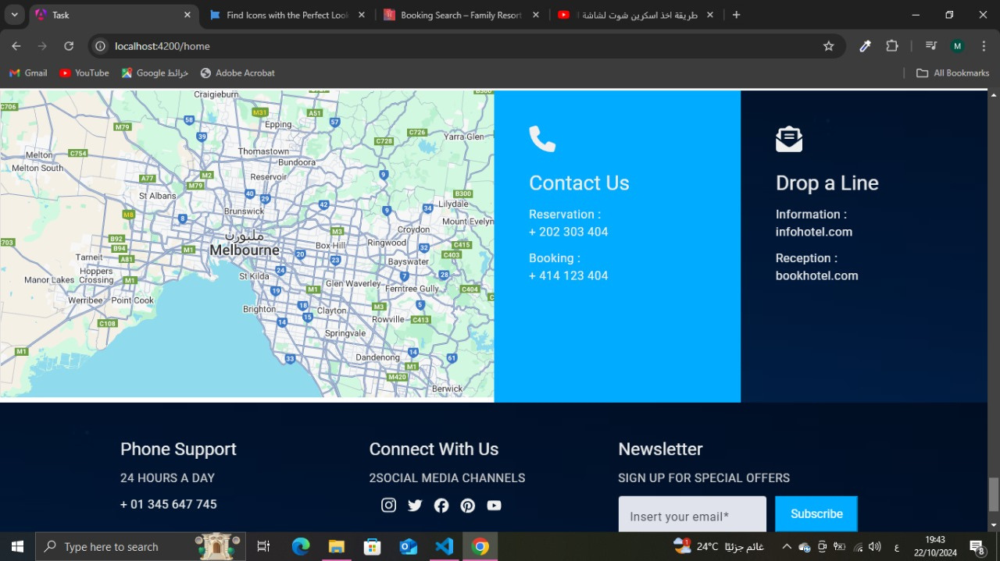 Task
Find Icons with the Perfect Look
Booking Search – Family Resort
طريقة اخذ اسكرين شوت لشاشة ا
localhost:4200/home
M
Gmail
YouTube
خرائط Google
Adobe Acrobat
All Bookmarks
Craigieburn
C706
M31
A51
B300
58
57
M79
Epping
C726
39
C728
Yarra Glen
Melton
C754
Thomastown
Melton South
Bundoora
A77
M2
Reservoir
9
M79
St Albans
40
29
B300
42
Lilydale
34
M8
Brunswick
9
8
Mount Evelyn
Croydon
ملبورن
M3
B92
703
Melbourne
Box Hill
Ringwood
C415
B94
M1
20
32
C403
Tarneit
A81
23
Bayswater
Hoppers
Crossing
24
St Kilda
7
28
Manor Lakes
M1
Glen Waverley
Ferntree Gully
C404
19
M1
Werribee
Point Cook
18
M3
5
Brighton
Clayton
15
Rowville
C413
C108
14
Springvale
M1
14
33
Dandenong
61
M1
M420
Berwick
Contact Us
Reservation :
+ 202 303 404
Booking :
+ 414 123 404
Drop a Line
Information :
infohotel.com
Reception :
bookhotel.com
Phone Support
24 HOURS A DAY
+ 01 345 647 745
Connect With Us
2SOCIAL MEDIA CHANNELS
Newsletter
SIGN UP FOR SPECIAL OFFERS
Insert your email*
Subscribe
Type here to search
1
24°C غائم جزئيًا
ع
19:43
22/10/2024
8